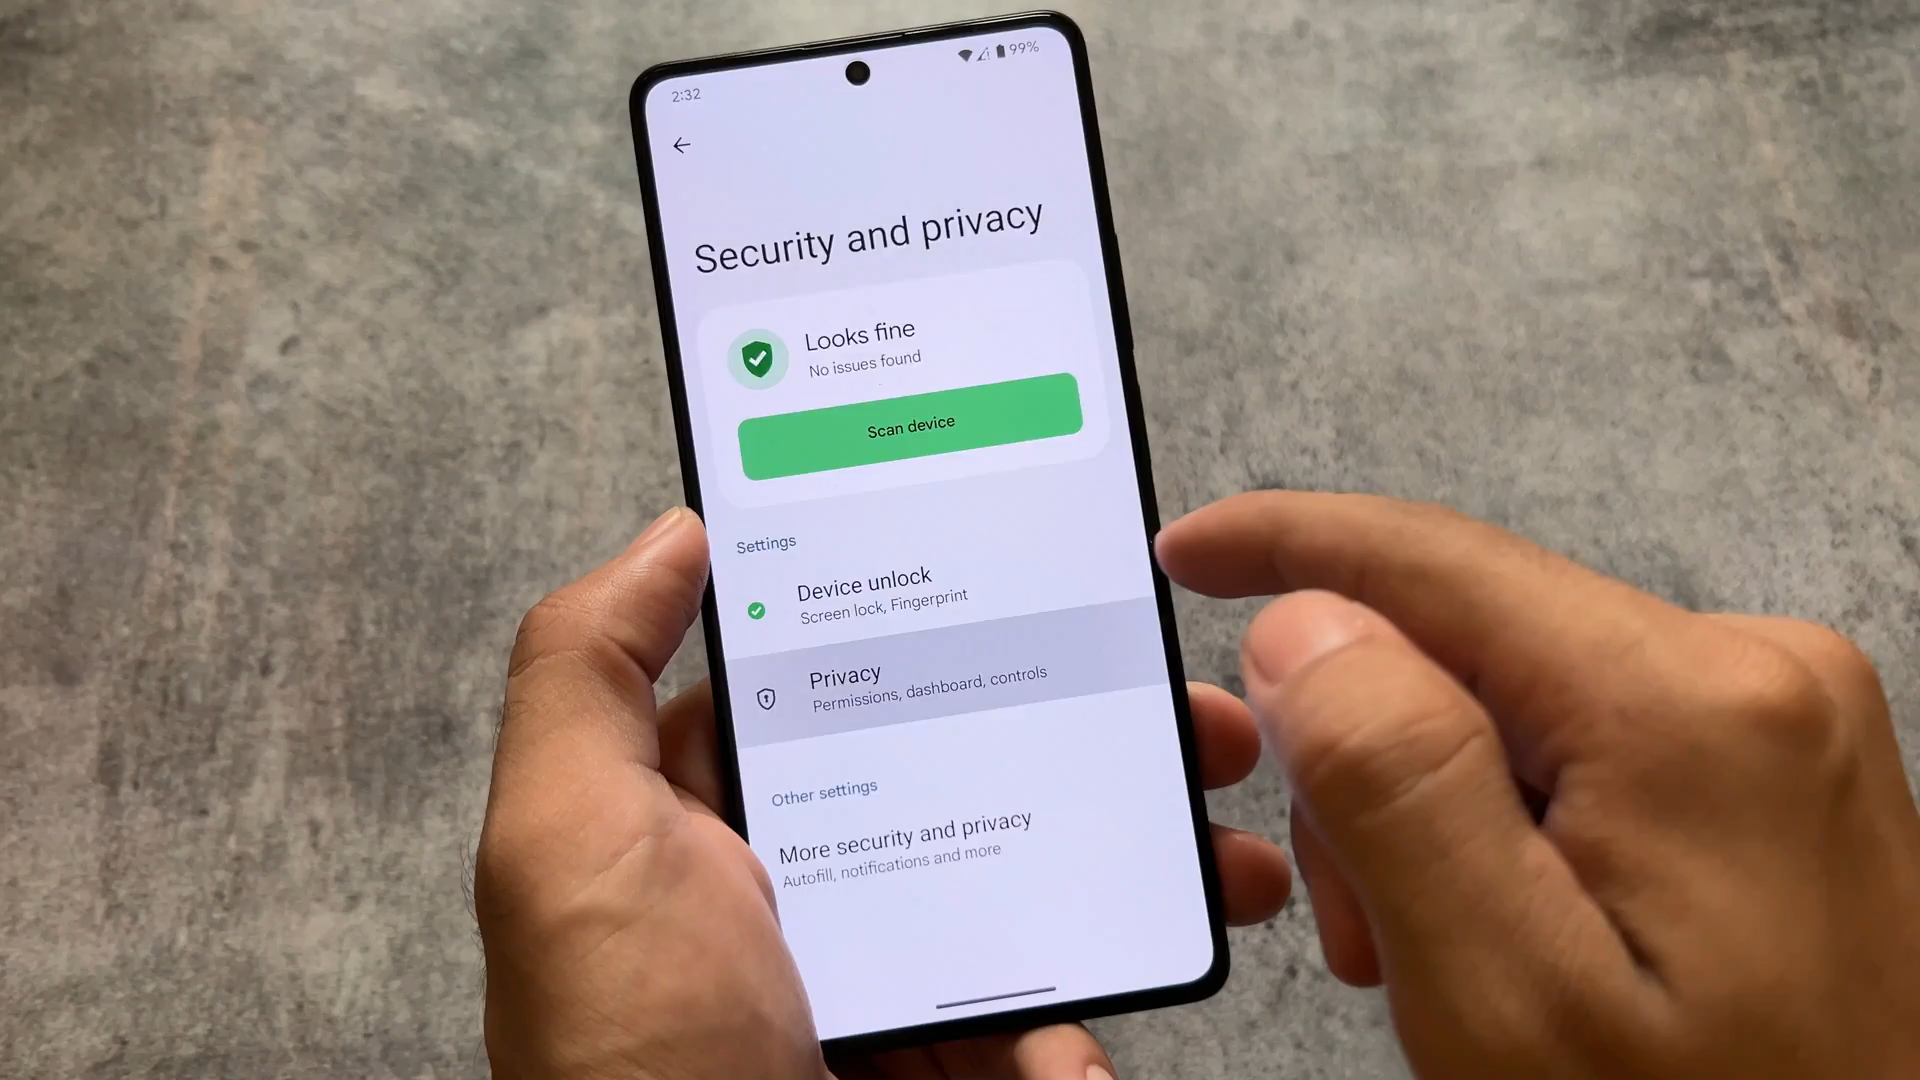 2:32
99%
Security and privacy
Looks fine
No issues found
Scan device
Settings
Device unlock
Screen lock, Fingerprint
Privacy
Permissions, dashboard, controls
Other settings
More security and privacy
Autofill, notifications and more